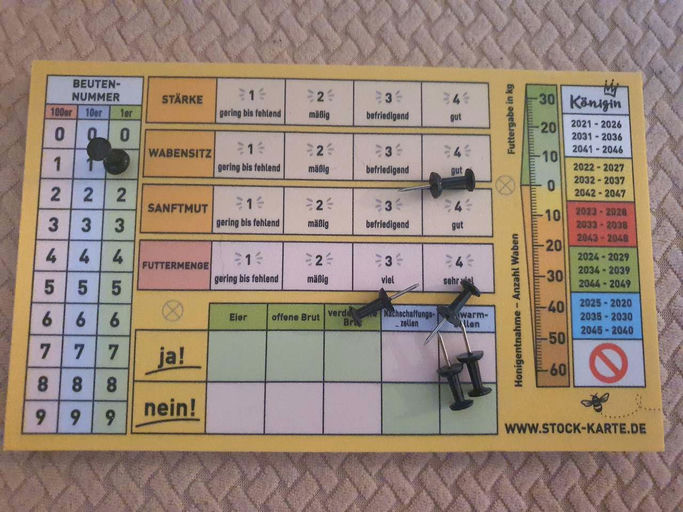 BEUTEN-
NUMMER
100er 10er 1er
0 0 0
1 1
2 2 2
3 3 3
4 4 4
5 5 5
6 6 6
7 7 7
8 8 8
9 9 9
STÄRKE
1 2 3 4
gering bis fehlend mäßig befriedigend gut
WABENSITZ
1 2 3 4
gering bis fehlend mäßig befriedigend gut
SANFTMUT
1 2 3 4
gering bis fehlend mäßig befriedigend gut
FUTTERMENGE
1 2 3 4
gering bis fehlend mäßig viel
Eier offene Brut Brut Nachschaffungs-
zellen
ja!
nein!
Futtergabe in kg
Honigentnahme - Anzahl Waben
30
20
10
0
-10
-20
-30
-40
-50
-60
Königin
2021 - 2026
2031 - 2036
2041 - 2046
2022 - 2027
2032 - 2037
2042 - 2047
2023 - 2028
2033 - 2038
2043 - 2048
2024 - 2029
2034 - 2039
2044 - 2049
2025 - 2020
2035 - 2030
2045 - 2040
WWW.STOCK-KARTE.DE